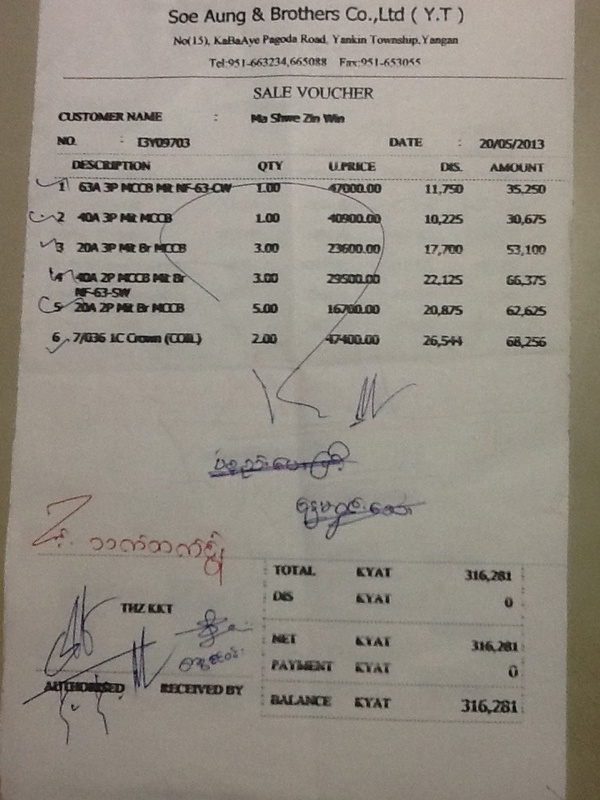 Soe Aung & Brothers Co.,Ltd ( Y.T )
No(15), KaBaAye Pagoda Road, Yankin Township,Yangan
Tel:951-663234,665088 Fax:951-653055
SALE VOUCHER
CUSTOMER NAME : Ma Shwe Zin Win
NO. : I3Y09703 DATE : 20/05/2013
DESCRIPTION QTY U.PRICE DIS. AMOUNT
1 63A 3P MCCB Mit NF-63-CW 1.00 47000.00 11,750 35,250
2 40A 3P Mit MCCB 1.00 40900.00 10,225 30,675
3 20A 3P Mit Br MCCB 3.00 23600.00 17,700 53,100
4 40A 2P MCCB Mit Br 3.00 29500.00 22,125 66,375
NF-63-SW
5 20A 2P Mit Br MCCB 5.00 16700.00 20,875 62,625
6 7/036 1C Crown (COIL) 2.00 47400.00 26,544 68,256
TOTAL KYAT 316,281
DIS KYAT 0
THZ KKT
NET KYAT 316,281
PAYMENT KYAT 0
AUTHORISED RECEIVED BY
BALANCE KYAT 316,281